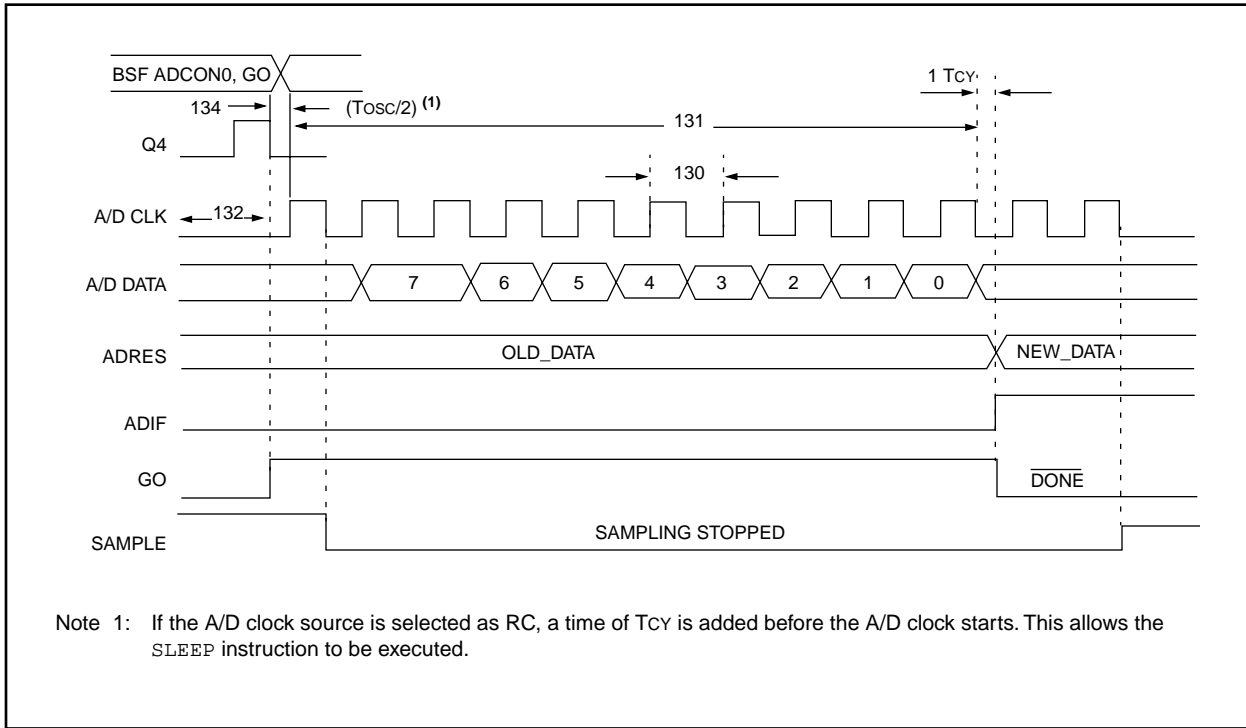 BSF ADCON0, GO
1 TCY
134
(TOSC/2) (1)
131
Q4
130
A/D CLK
132
A/D DATA
7 6 5 4 3 2 1 0
ADRES
OLD_DATA
NEW_DATA
ADIF
GO
DONE
SAMPLE
SAMPLING STOPPED
Note 1: If the A/D clock source is selected as RC, a time of TCY is added before the A/D clock starts. This allows the
SLEEP instruction to be executed.